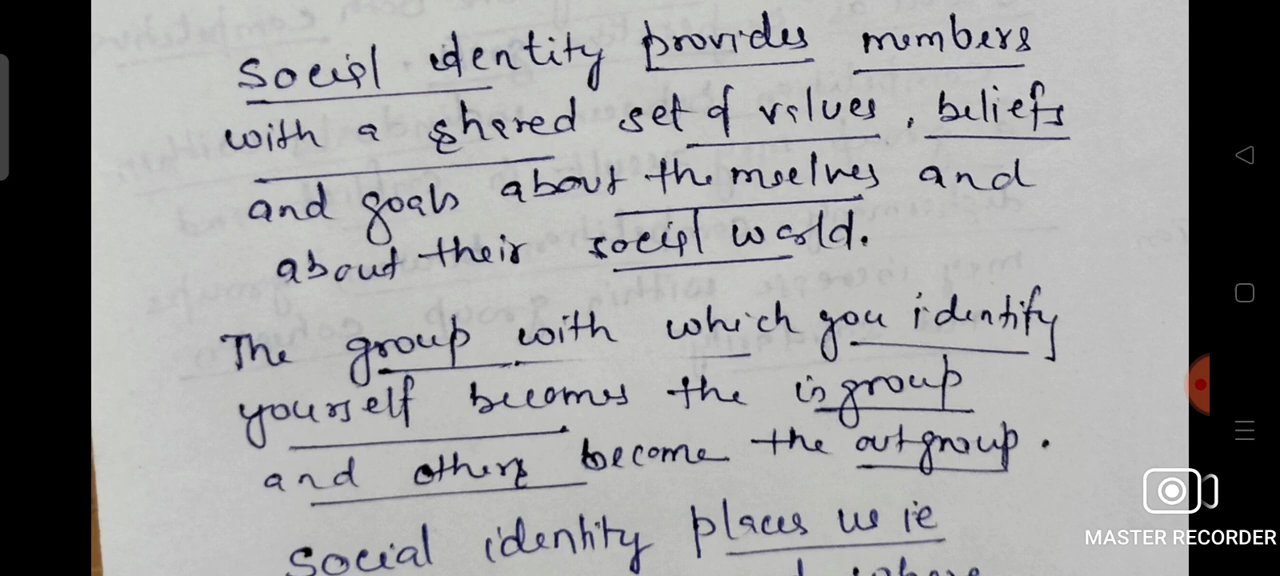 Social identity provides members
with a shared set of values, beliefs
and goals about themselves and
about their social world.
The group with which you identify
yourself becomes the ingroup
and others become the outgroup.
Social identity places us ie
where
MASTER RECORDER